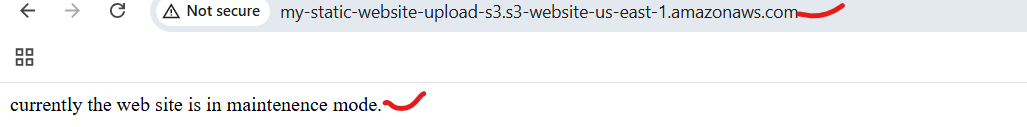 Not secure my-static-website-upload-s3.s3-website-us-east-1.amazonaws.com
currently the web site is in maintenence mode.